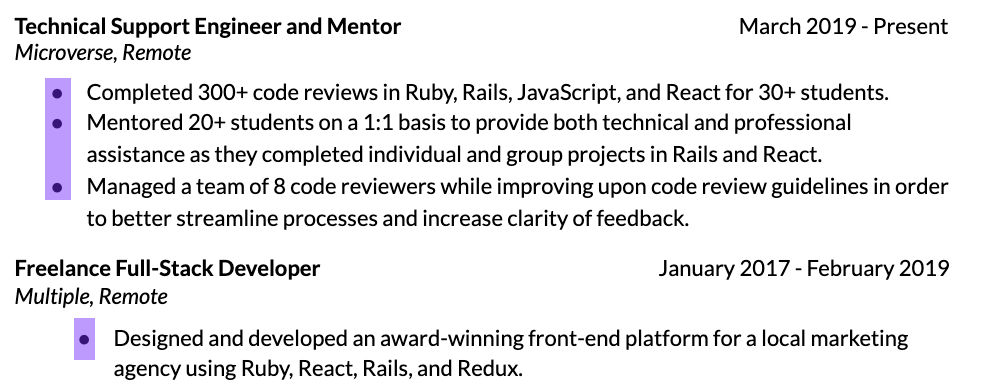 Technical Support Engineer and Mentor March 2019 - Present
Microverse, Remote
● Completed 300+ code reviews in Ruby, Rails, JavaScript, and React for 30+ students.
● Mentored 20+ students on a 1:1 basis to provide both technical and professional
assistance as they completed individual and group projects in Rails and React.
● Managed a team of 8 code reviewers while improving upon code review guidelines in order
to better streamline processes and increase clarity of feedback.
Freelance Full-Stack Developer January 2017 - February 2019
Multiple, Remote
● Designed and developed an award-winning front-end platform for a local marketing
agency using Ruby, React, Rails, and Redux.